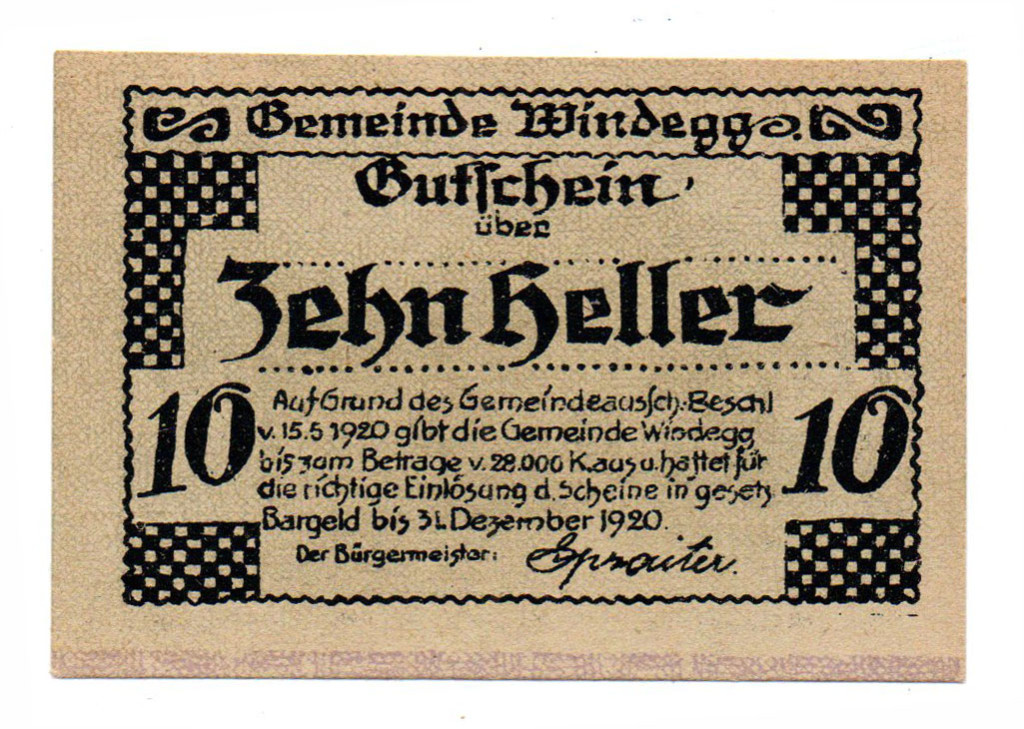 Gemeinde Windegg.
Gutschein
über
Zehn Heller
10 10
Auf Grund des Gemeindeaussch. Beschl
v. 15.5 1920 gibt die Gemeinde Windegg
bis zum Betrage v. 28.000 K. aus u. haftet für
die richtige Einlösung d. Scheine in gesetz
Bargeld bis 31. Dezember 1920.
Der Bürgermeister: